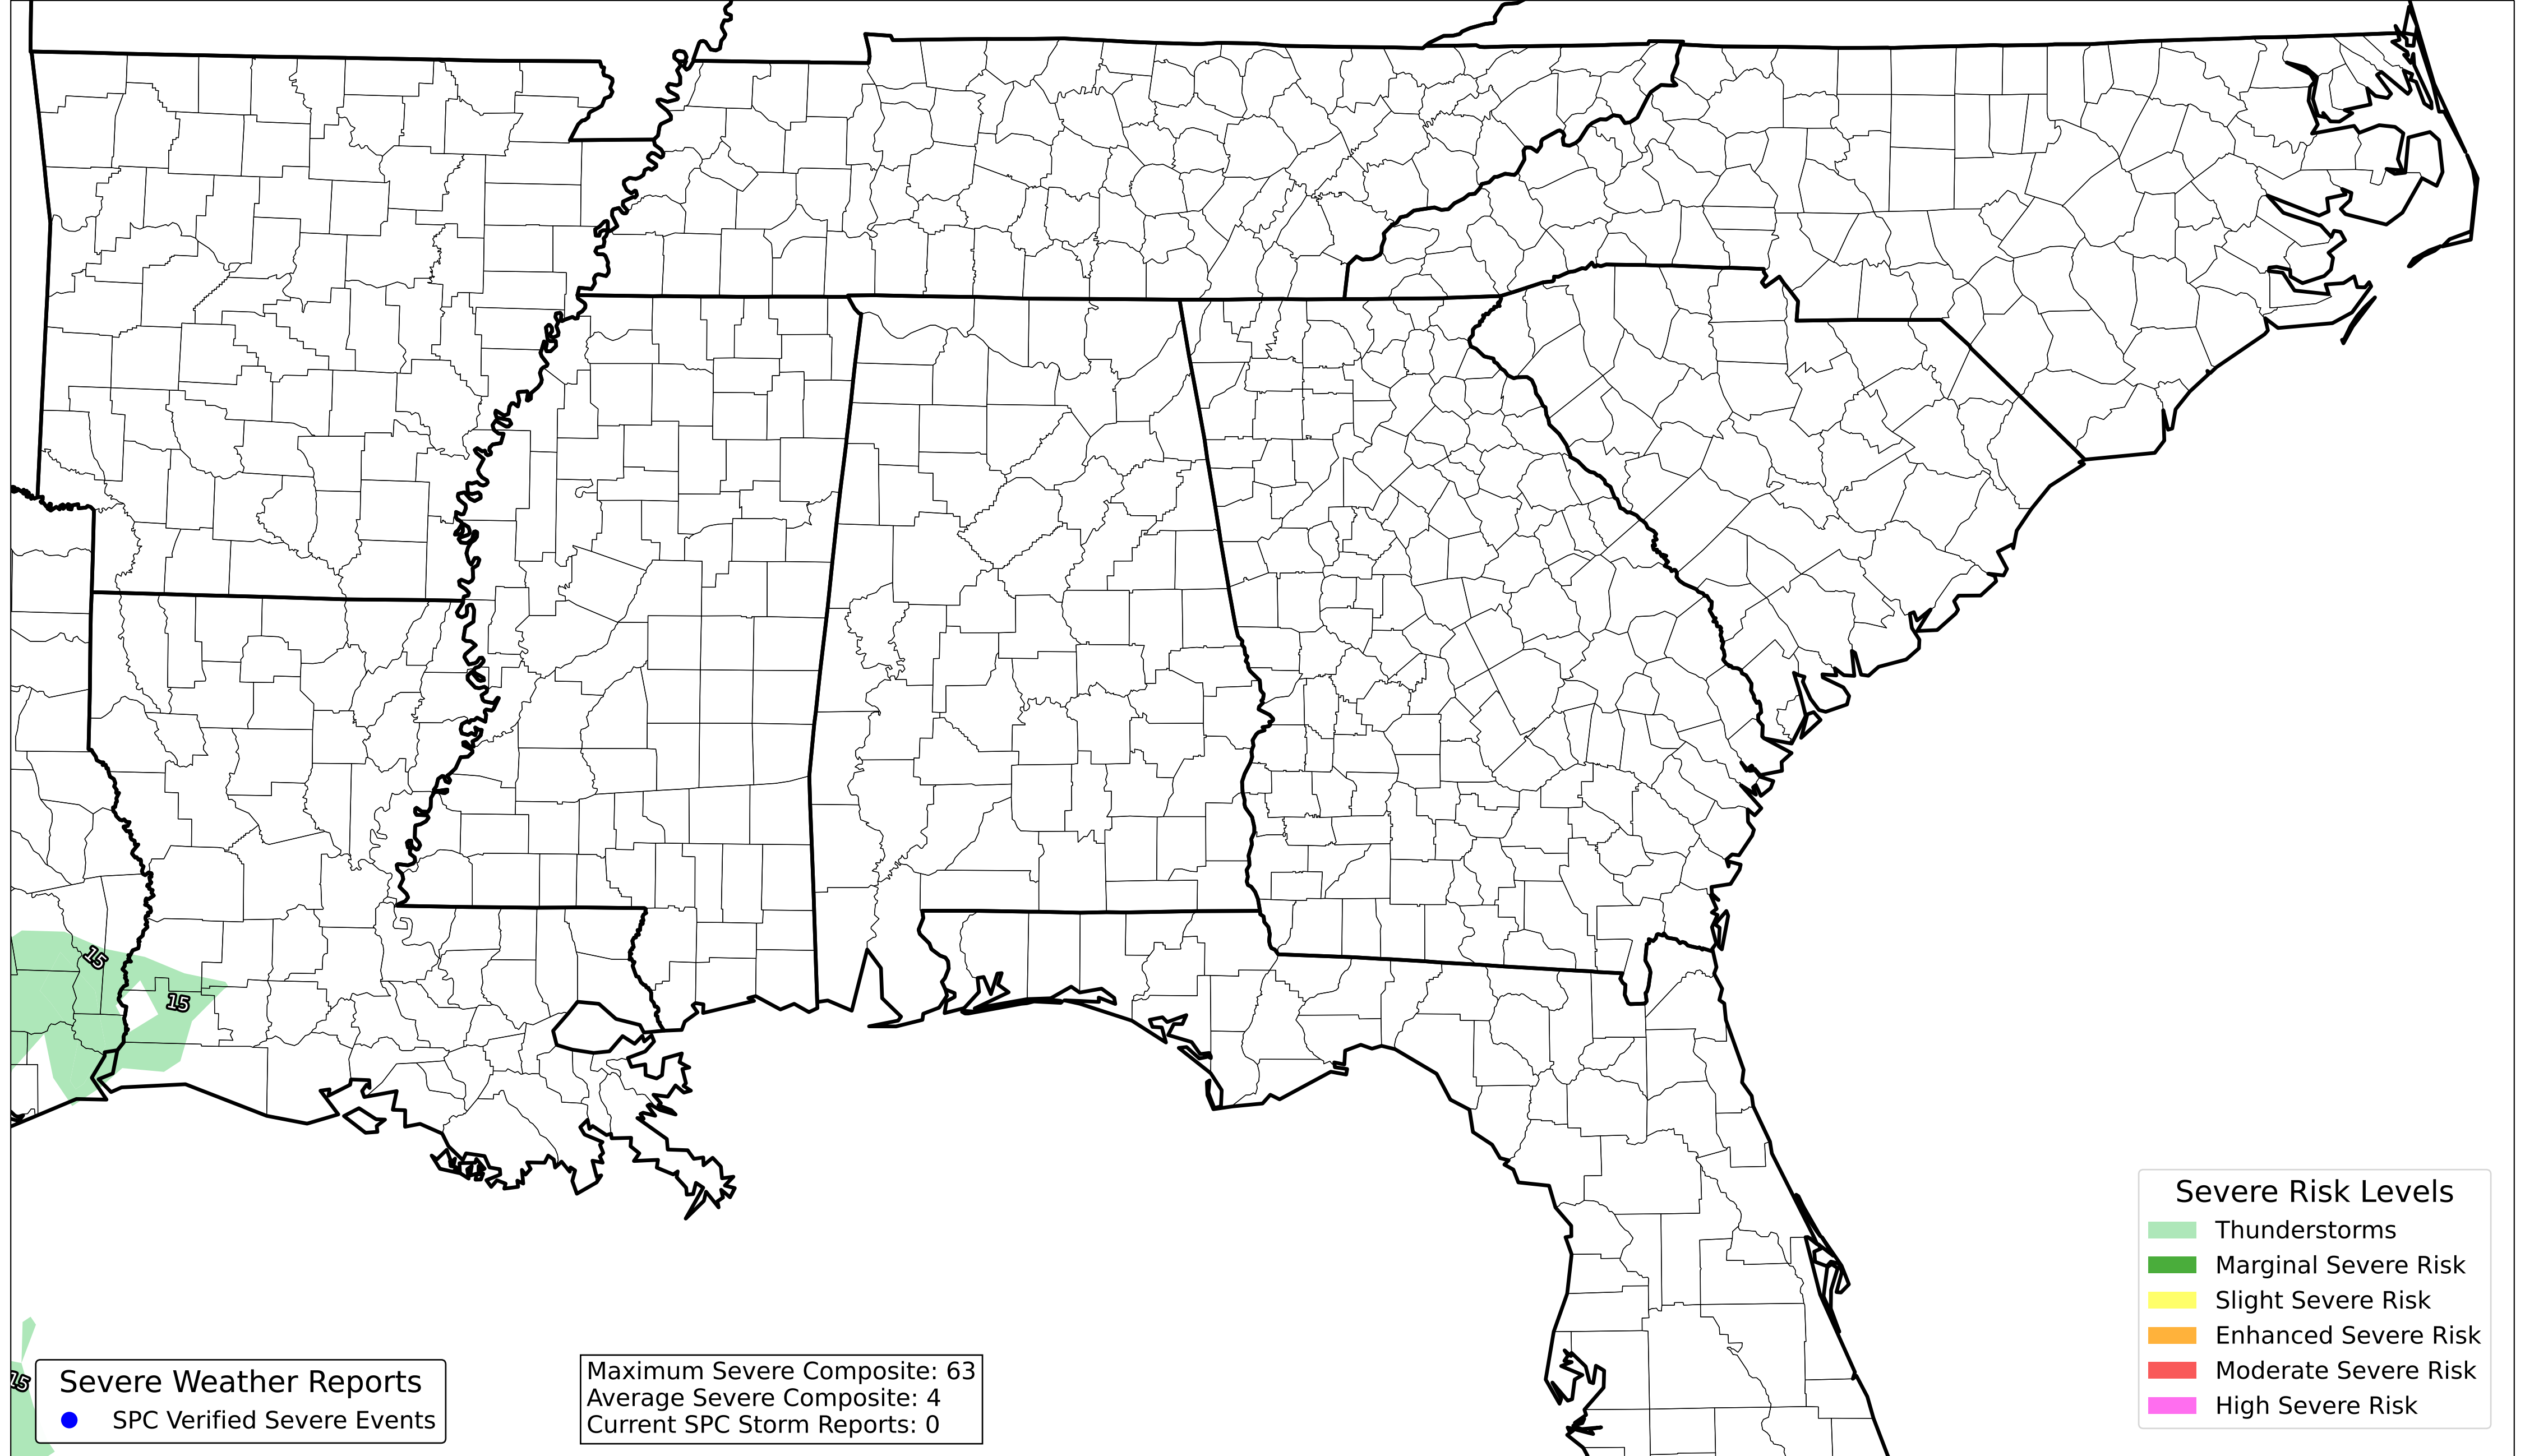 15
15
15
Severe Weather Reports
SPC Verified Severe Events
Maximum Severe Composite: 63
Average Severe Composite: 4
Current SPC Storm Reports: 0
Severe Risk Levels
Thunderstorms
Marginal Severe Risk
Slight Severe Risk
Enhanced Severe Risk
Moderate Severe Risk
High Severe Risk